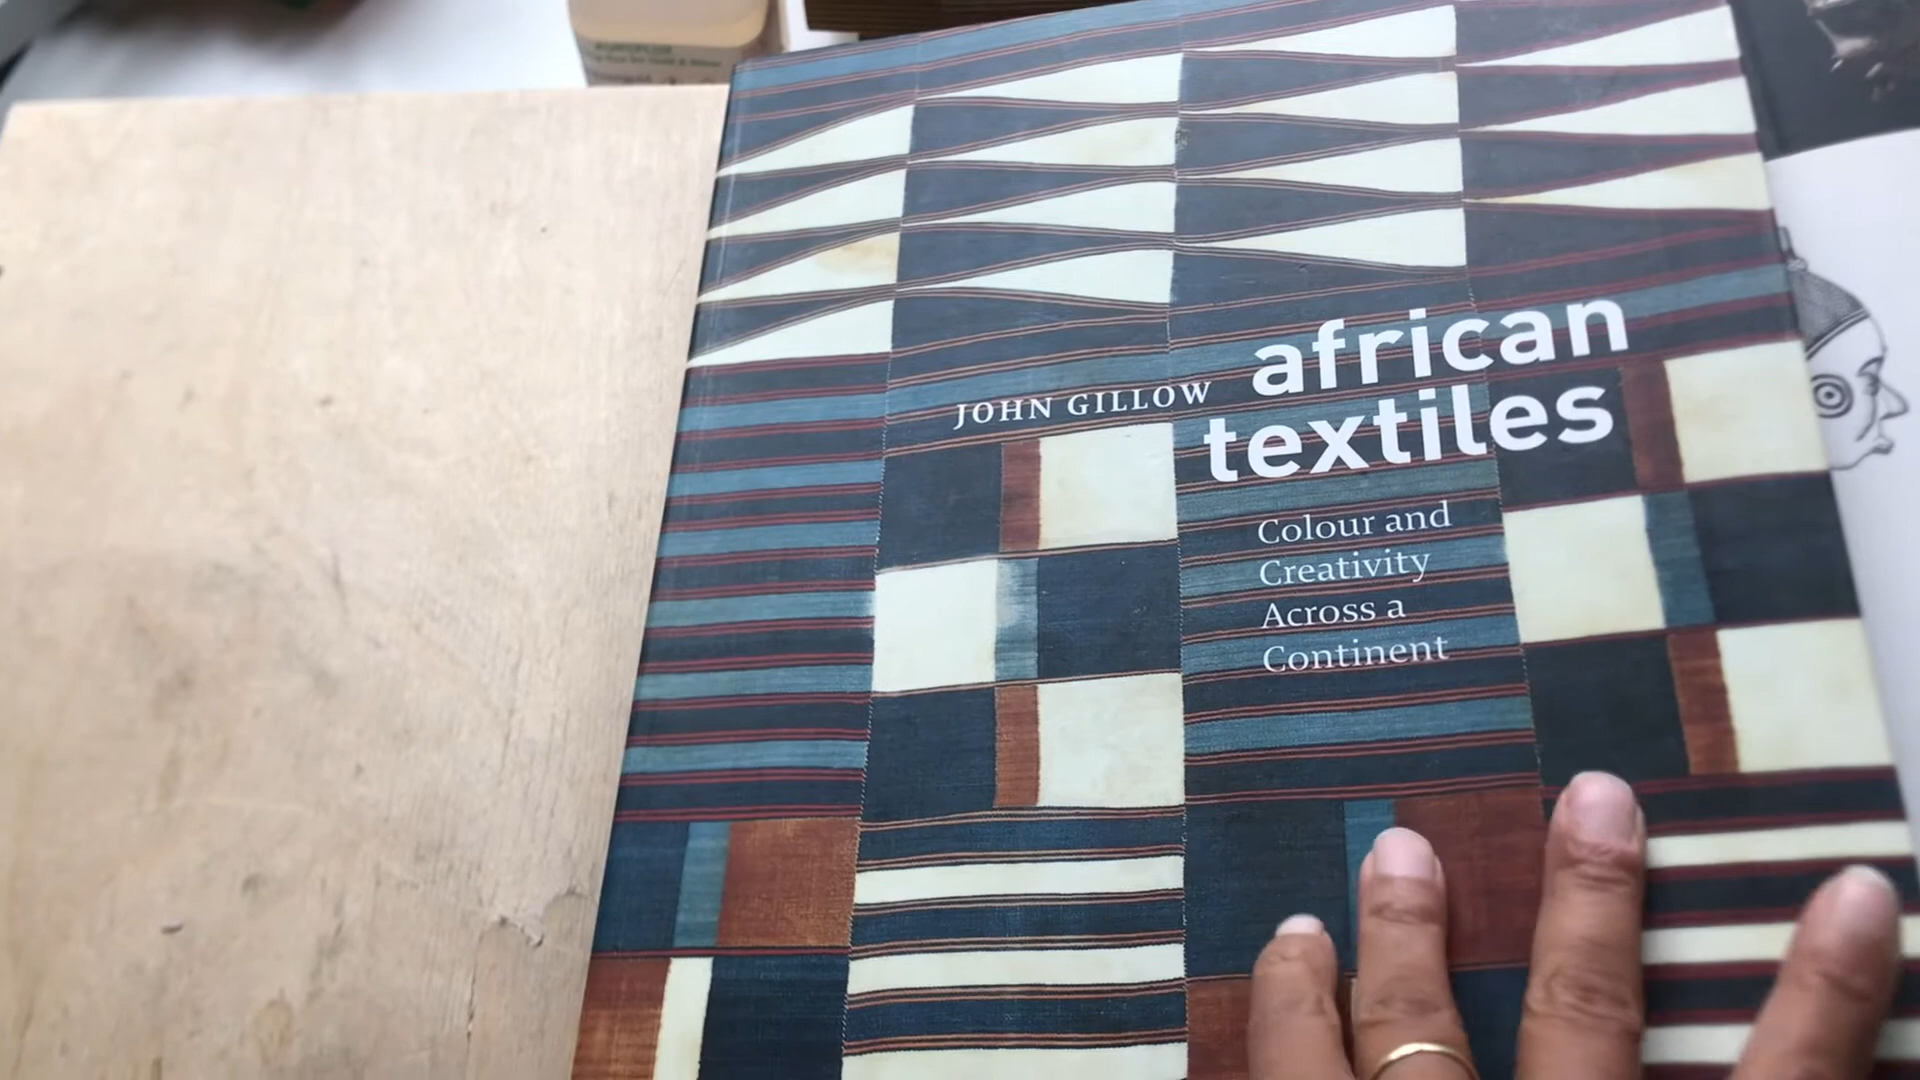 JOHN GILLOW
african
textiles
Colour and
Creativity
Across a
Continent